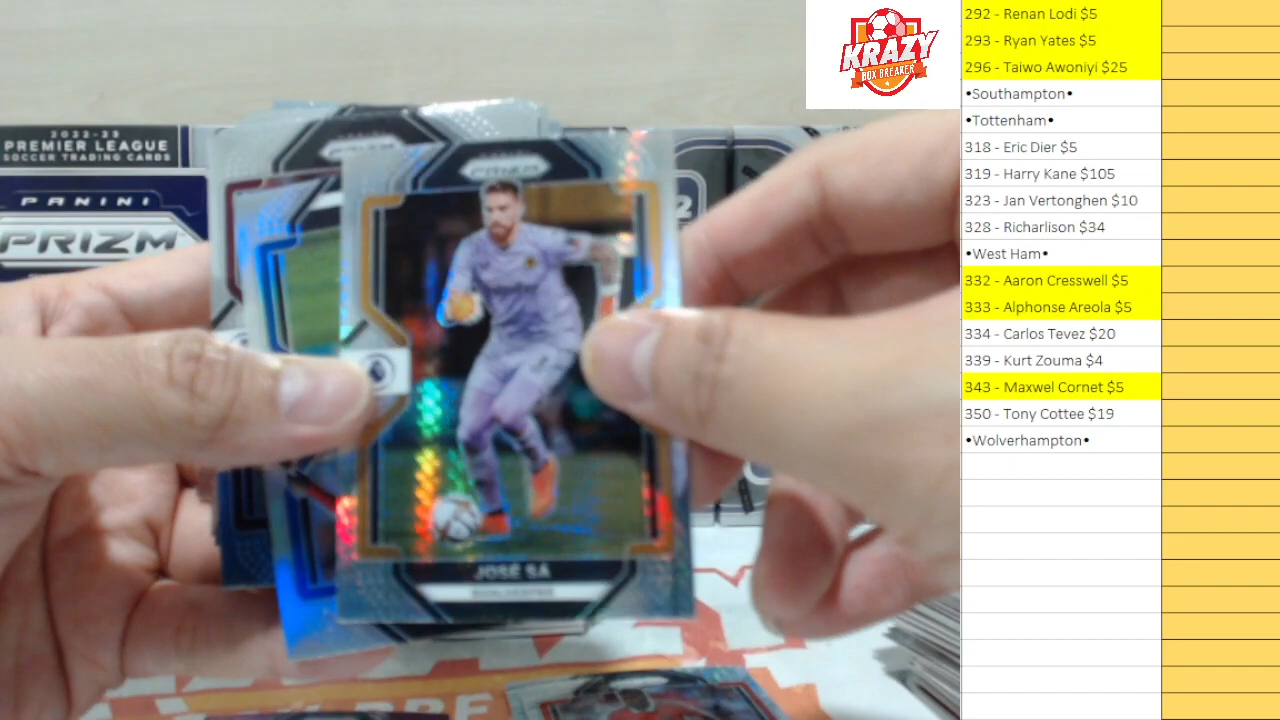 2022-23
PREMIER LEAGUE
SOCCER TRADING CARDS
PANINI
PRIZM
PRIZM
JOSÉ SÁ
GOALKEEPER
KRAZY
BOX BREAKER
292 - Renan Lodi $5
293 - Ryan Yates $5
296 - Taiwo Awoniyi $25
•Southampton•
•Tottenham•
318 - Eric Dier $5
319 - Harry Kane $105
323 - Jan Vertonghen $10
328 - Richarlison $34
•West Ham•
332 - Aaron Cresswell $5
333 - Alphonse Areola $5
334 - Carlos Tevez $20
339 - Kurt Zouma $4
343 - Maxwel Cornet $5
350 - Tony Cottee $19
•Wolverhampton•